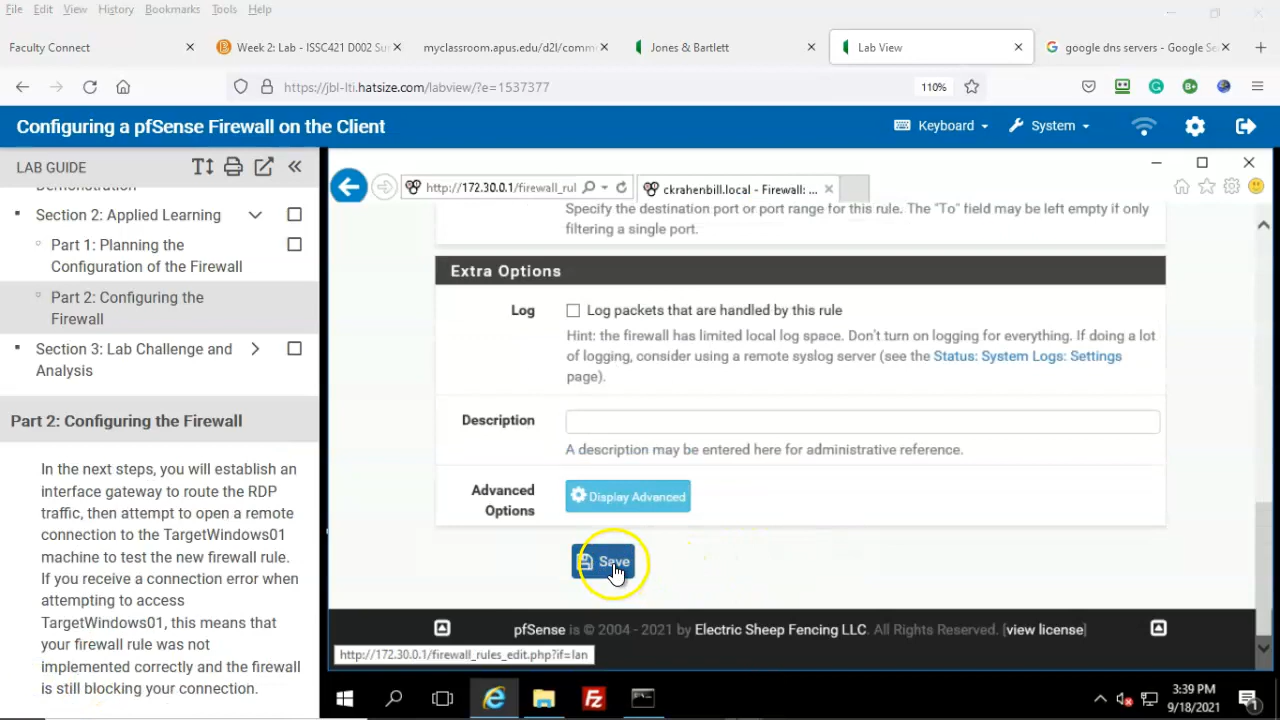 File Edit View History Bookmarks Tools Help
Faculty Connect
Week 2: Lab - ISSC421 D002 Su
myclassroom.apus.edu/d2l/comm
Jones & Bartlett
Lab View
google dns servers - Google Se
https://jbl-lti.hatsize.com/labview/?e=1537377
110%
Configuring a pfSense Firewall on the Client
Keyboard
System
LAB GUIDE
Demonstration
Section 2: Applied Learning
Part 1: Planning the
Configuration of the Firewall
Part 2: Configuring the
Firewall
Section 3: Lab Challenge and
Analysis
Part 2: Configuring the Firewall
In the next steps, you will establish an
interface gateway to route the RDP
traffic, then attempt to open a remote
connection to the TargetWindows01
machine to test the new firewall rule.
If you receive a connection error when
attempting to access
TargetWindows01, this means that
your firewall rule was not
implemented correctly and the firewall
is still blocking your connection.
http://172.30.0.1/firewall_rul
ckrahenbill.local - Firewall: ...
Specify the destination port or port range for this rule. The "To" field may be left empty if only
filtering a single port.
Extra Options
Log
Log packets that are handled by this rule
Hint: the firewall has limited local log space. Don't turn on logging for everything. If doing a lot
of logging, consider using a remote syslog server (see the Status: System Logs: Settings
page).
Description
A description may be entered here for administrative reference.
Advanced
Options
Display Advanced
Save
pfSense is © 2004 - 2021 by Electric Sheep Fencing LLC. All Rights Reserved. [view license]
http://172.30.0.1/firewall_rules_edit.php?if=lan
3:39 PM
9/18/2021
1